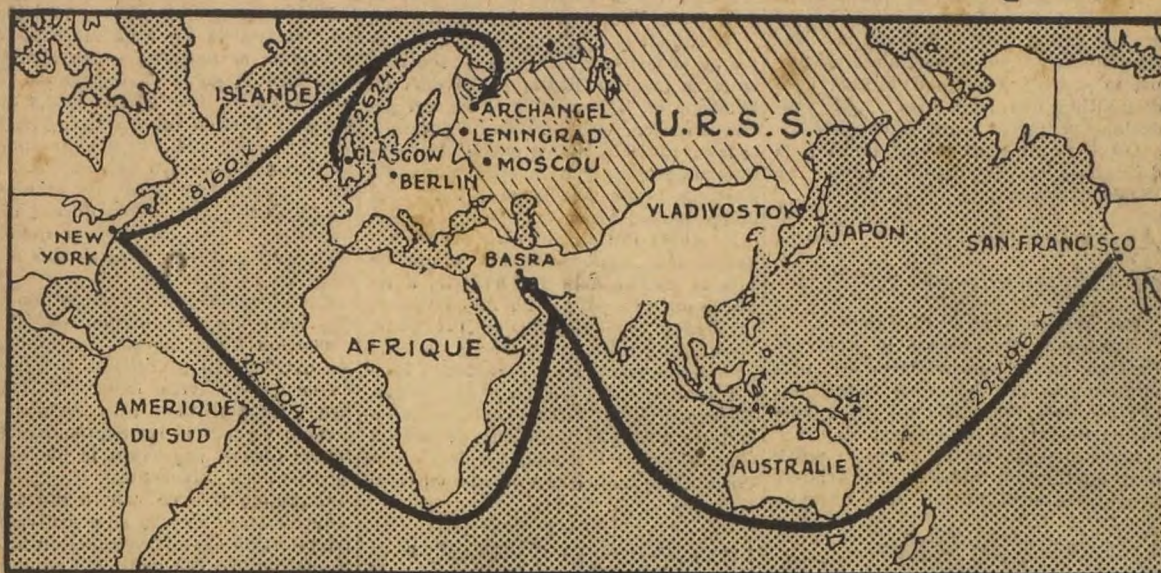 ISLANDE
2624 K
ARCHANGEL
LENINGRAD
U.R.S.S.
GLASGOW
MOSCOU
BERLIN
8160 K
NEW
YORK
VLADIVOSTOK
JAPON
SAN-FRANCISCO
BASRA
AFRIQUE
22.704 K.
22.496 K
AMERIQUE
DU SUD
AUSTRALIE